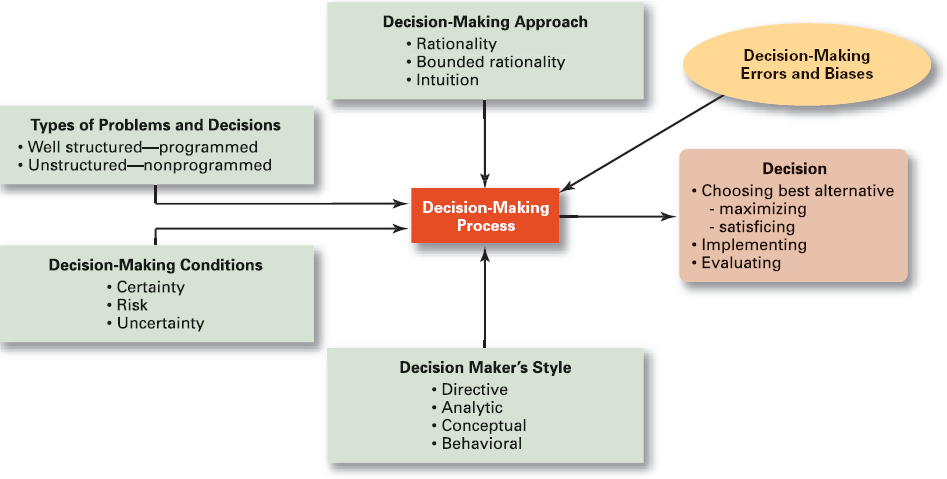 Decision-Making Approach
• Rationality
• Bounded rationality
• Intuition
Decision-Making
Errors and Biases
Types of Problems and Decisions
• Well structured—programmed
• Unstructured—nonprogrammed
Decision-Making
Process
Decision
• Choosing best alternative
- maximizing
- satisficing
• Implementing
• Evaluating
Decision-Making Conditions
• Certainty
• Risk
• Uncertainty
Decision Maker's Style
• Directive
• Analytic
• Conceptual
• Behavioral